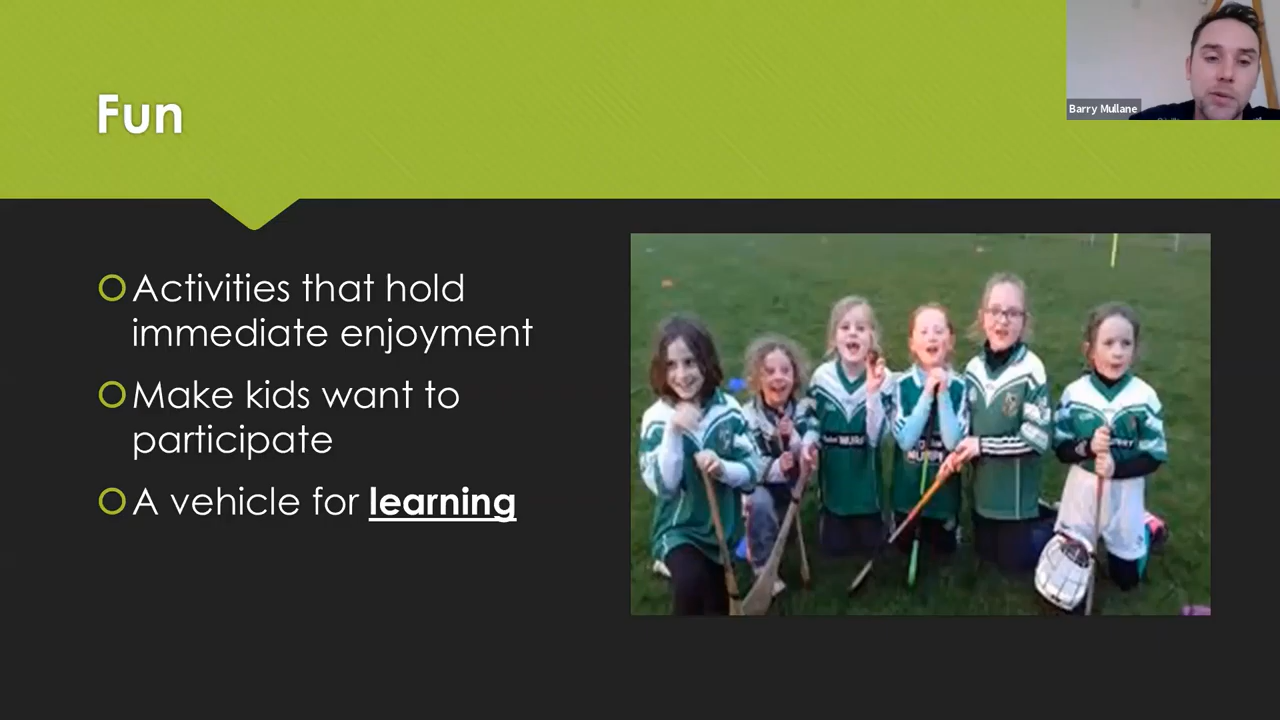 Fun
Barry Mullane
Activities that hold
immediate enjoyment
Make kids want to
participate
A vehicle for learning